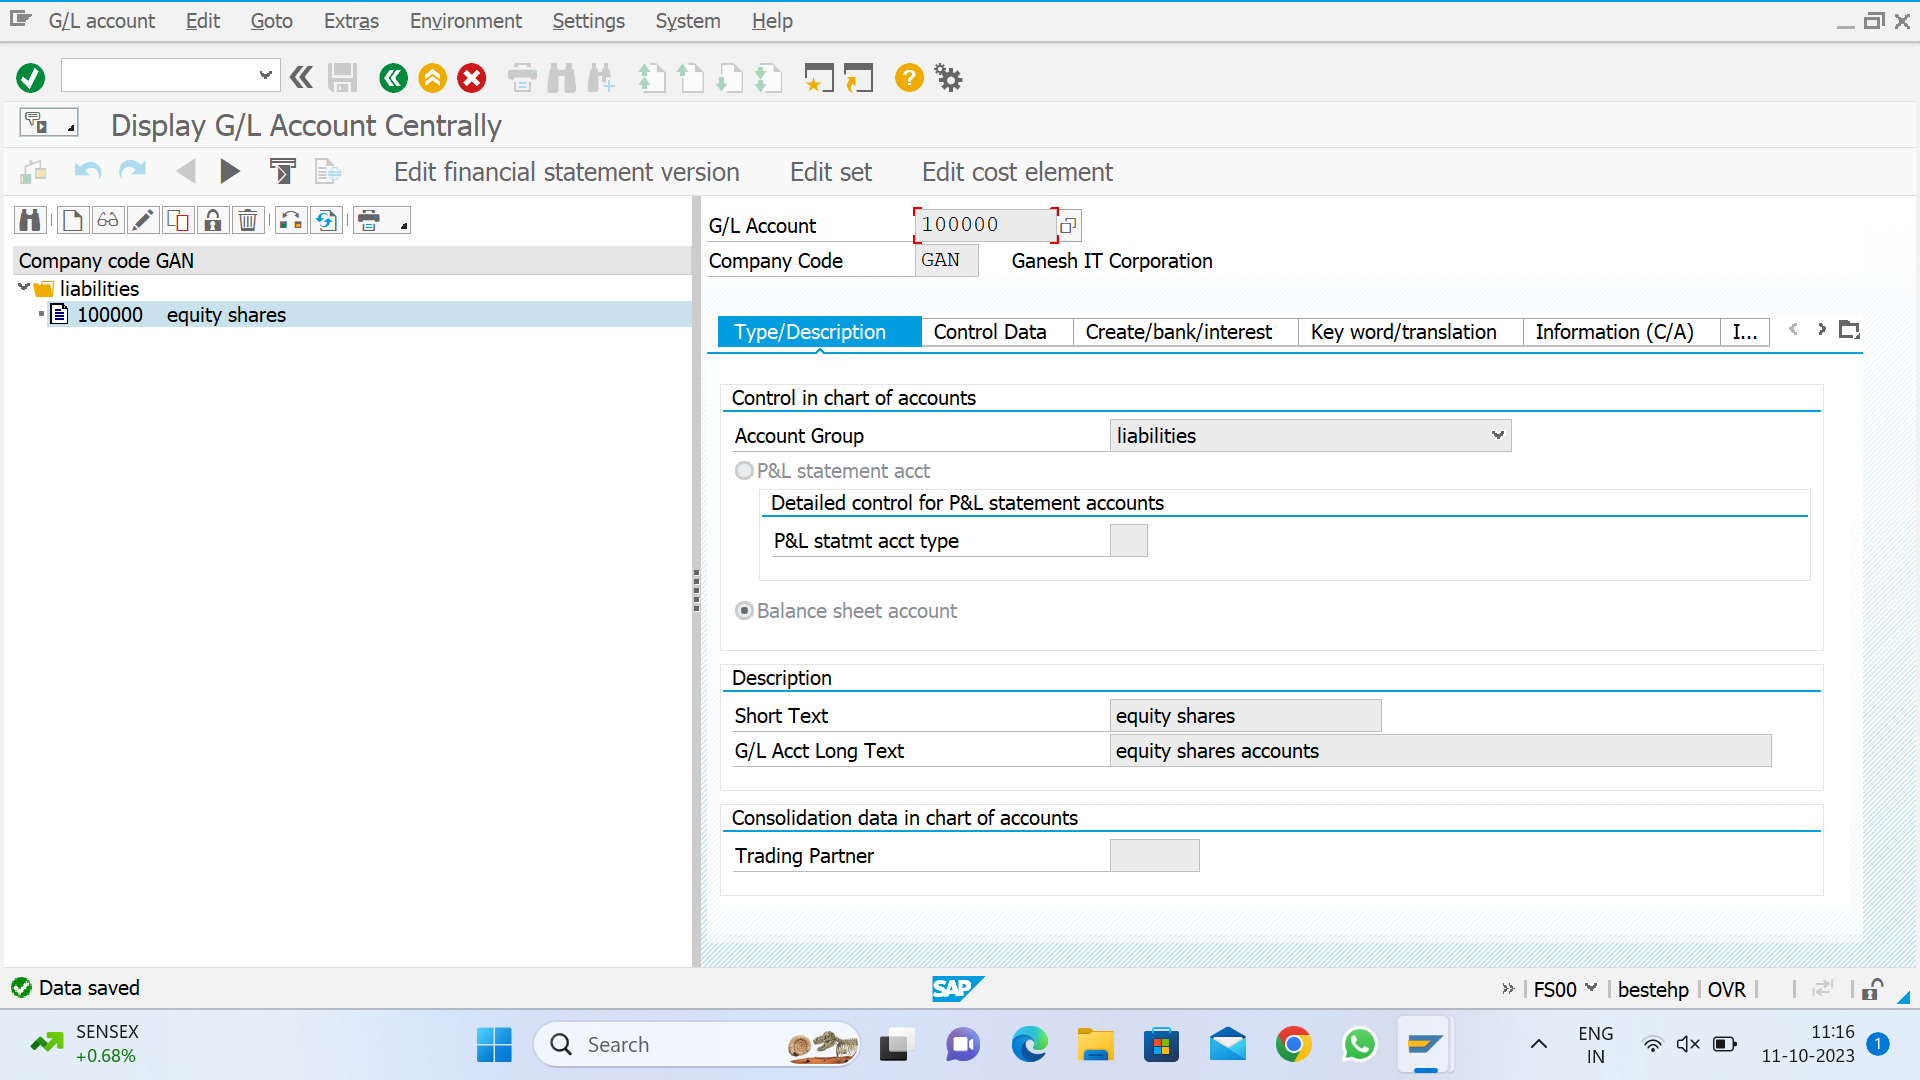 G/L account Edit Goto Extras Environment Settings System Help
Display G/L Account Centrally
Edit financial statement version Edit set Edit cost element
G/L Account 100000
Company code GAN
Company Code GAN Ganesh IT Corporation
liabilities
100000 equity shares
Type/Description Control Data Create/bank/interest Key word/translation Information (C/A) I...
Control in chart of accounts
Account Group liabilities
P&L statement acct
Detailed control for P&L statement accounts
P&L statmt acct type
Balance sheet account
Description
Short Text equity shares
G/L Acct Long Text equity shares accounts
Consolidation data in chart of accounts
Trading Partner
Data saved SAP FS00 bestehp OVR
SENSEX
+0.68%
Search
ENG
IN
11:16
11-10-2023
1